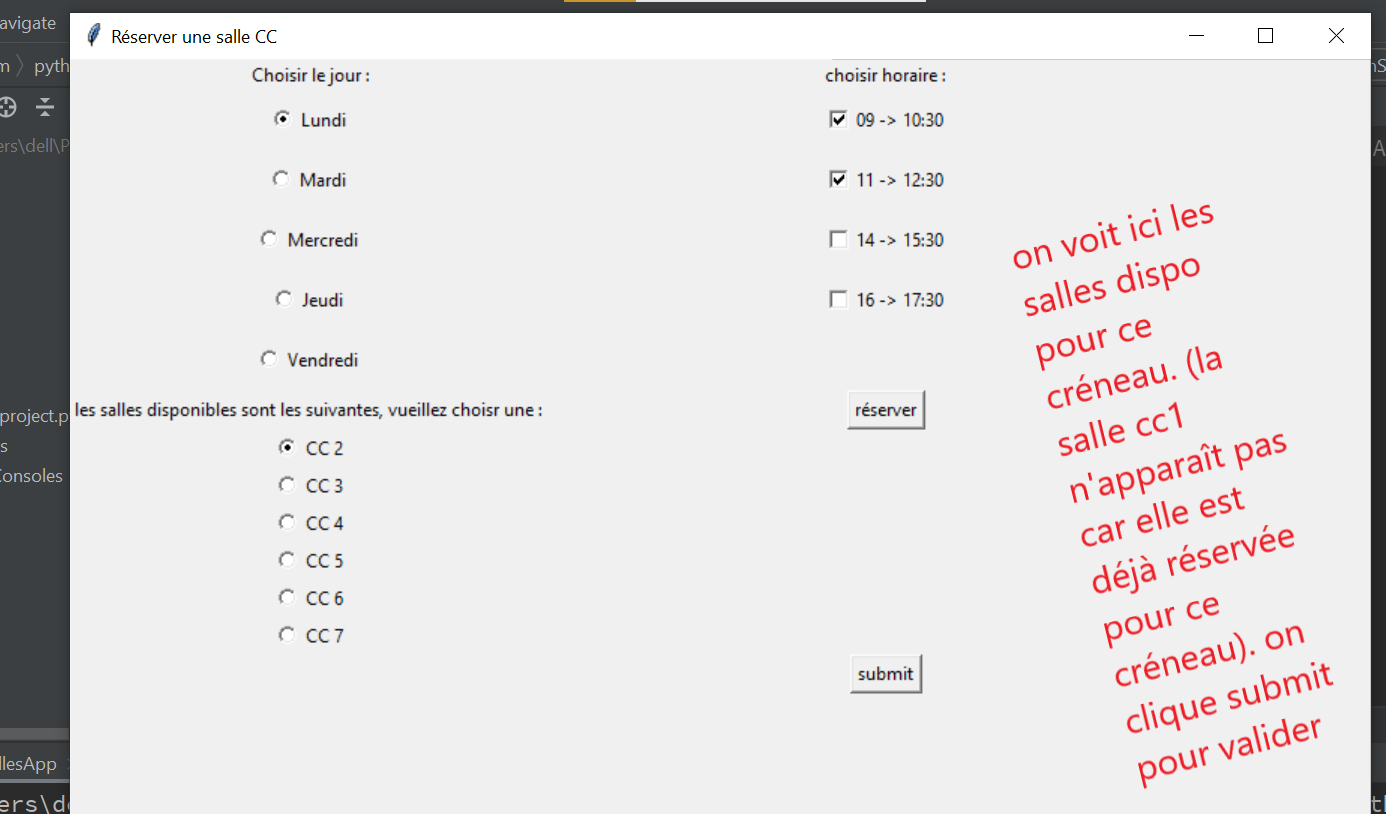 avigate
Réserver une salle CC
pyth
ers\dell\P
Choisir le jour :
Lundi
Mardi
Mercredi
Jeudi
Vendredi
choisir horaire :
09 -> 10:30
11 -> 12:30
14 -> 15:30
16 -> 17:30
les salles disponibles sont les suivantes, vueillez choisr une :
réserver
CC 2
CC 3
CC 4
CC 5
CC 6
CC 7
submit
on voit ici les
salles dispo
pour ce
créneau. (la
salle cc1
n'apparaît pas
car elle est
déjà réservée
pour ce
créneau). on
clique submit
pour valider
project.p
s
Consoles
llesApp
ers\d